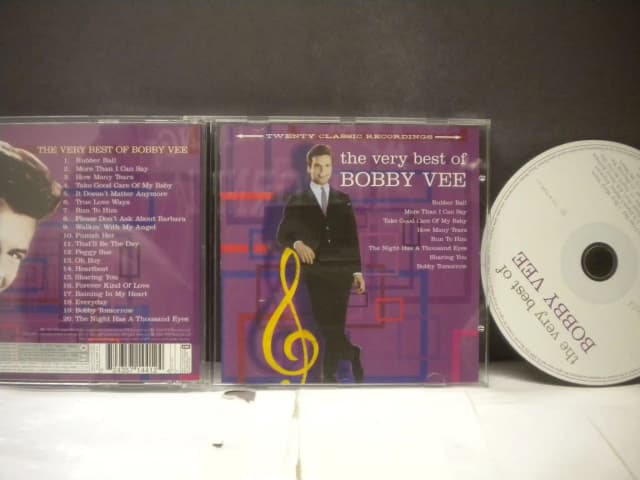 THE VERY BEST OF BOBBY VEE
1. Rubber Ball
2. More Than I Can Say
3. How Many Tears
4. Take Good Care Of My Baby
5. It Doesn't Matter Anymore
6. True Love Ways
7. Run To Him
8. Please Don't Ask About Barbara
9. Walkin' With My Angel
10. Punish Her
11. That'll Be The Day
12. Peggy Sue
13. Oh, Boy
14. Heartbeat
15. Sharing You
16. Forever Kind Of Love
17. Raining In My Heart
18. Everyday
19. Bobby Tomorrow
20. The Night Has A Thousand Eyes
TWENTY CLASSIC RECORDINGS
the very best of
BOBBY VEE
Rubber Ball
More Than I Can Say
Take Good Care Of My Baby
How Many Tears
Run To Him
The Night Has A Thousand Eyes
Sharing You
Bobby Tomorrow
the very best of
BOBBY VEE